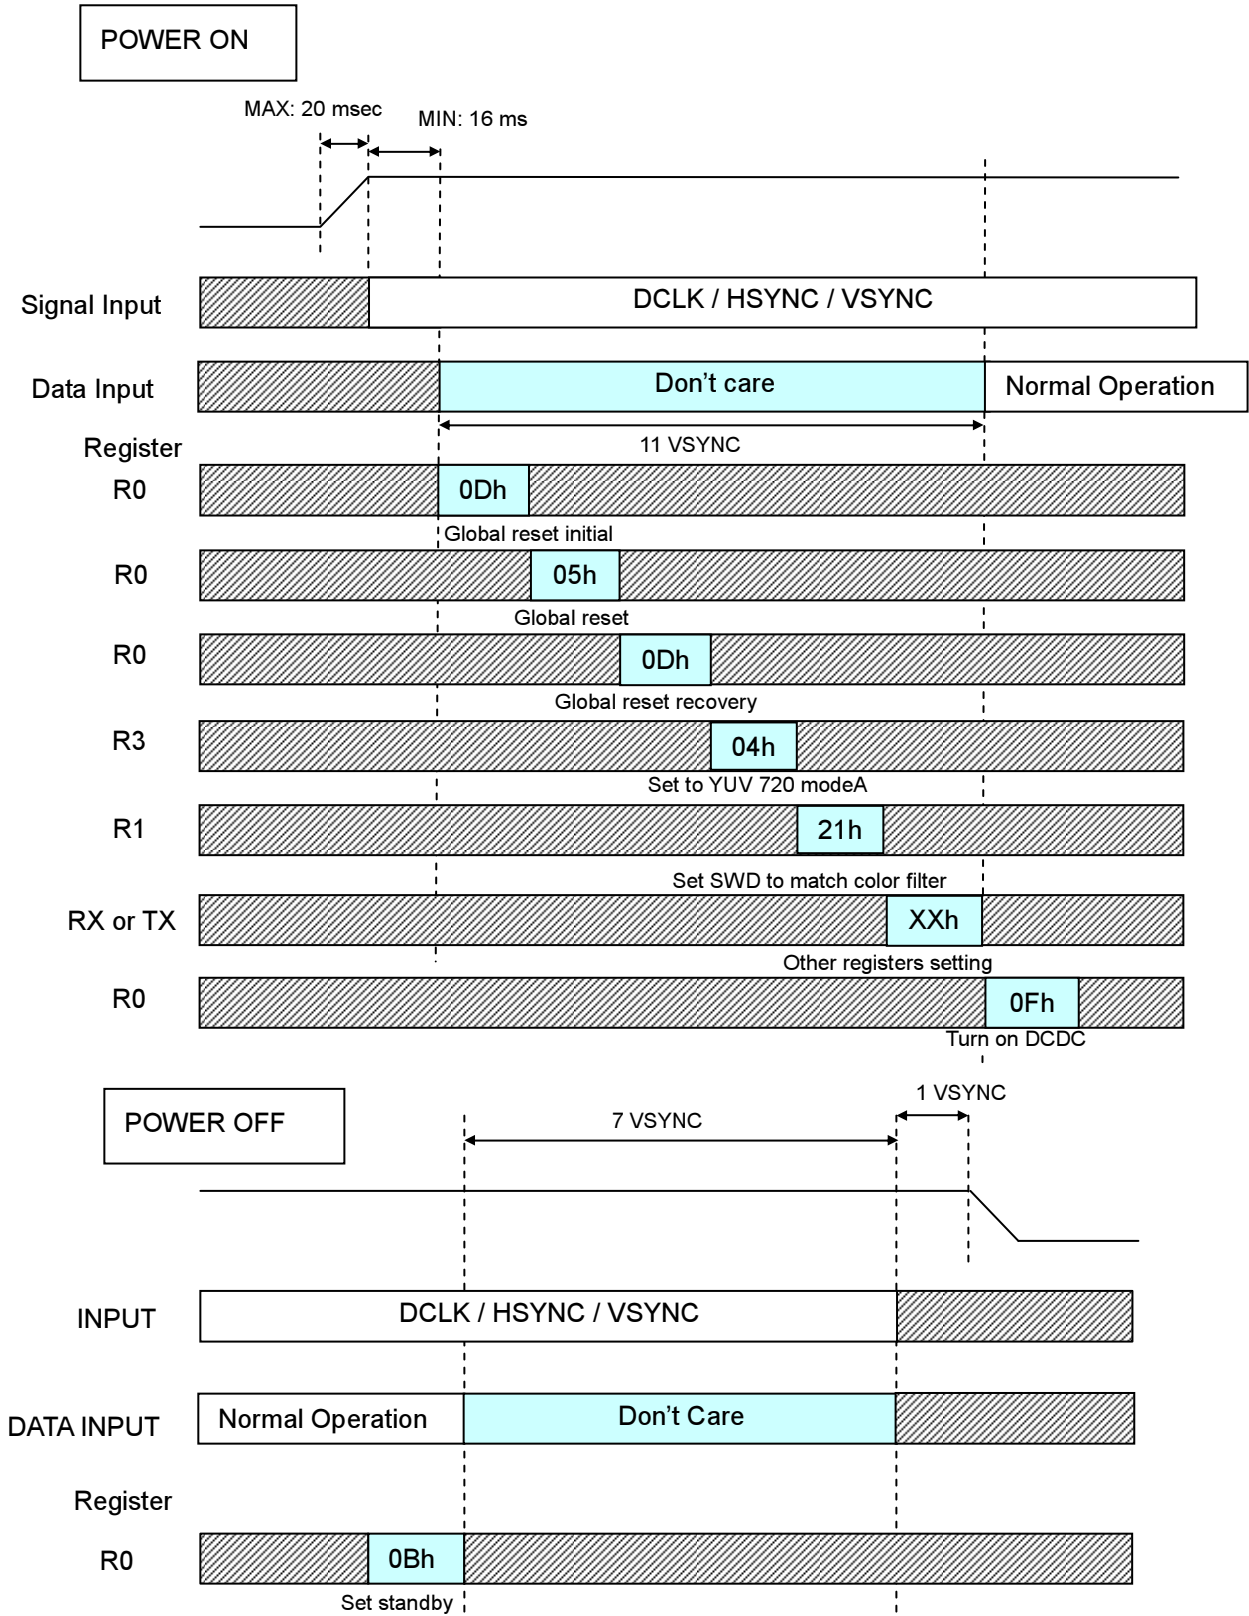 POWER ON
MAX: 20 msec
MIN: 16 ms
Signal Input
DCLK / HSYNC / VSYNC
Data Input
Don't care
Normal Operation
11 VSYNC
Register
R0
0Dh
Global reset initial
R0
05h
Global reset
R0
0Dh
Global reset recovery
R3
04h
Set to YUV 720 modeA
R1
21h
Set SWD to match color filter
RX or TX
XXh
Other registers setting
R0
0Fh
Turn on DCDC
POWER OFF
7 VSYNC
1 VSYNC
INPUT
DCLK / HSYNC / VSYNC
DATA INPUT
Normal Operation
Don't Care
Register
R0
0Bh
Set standby